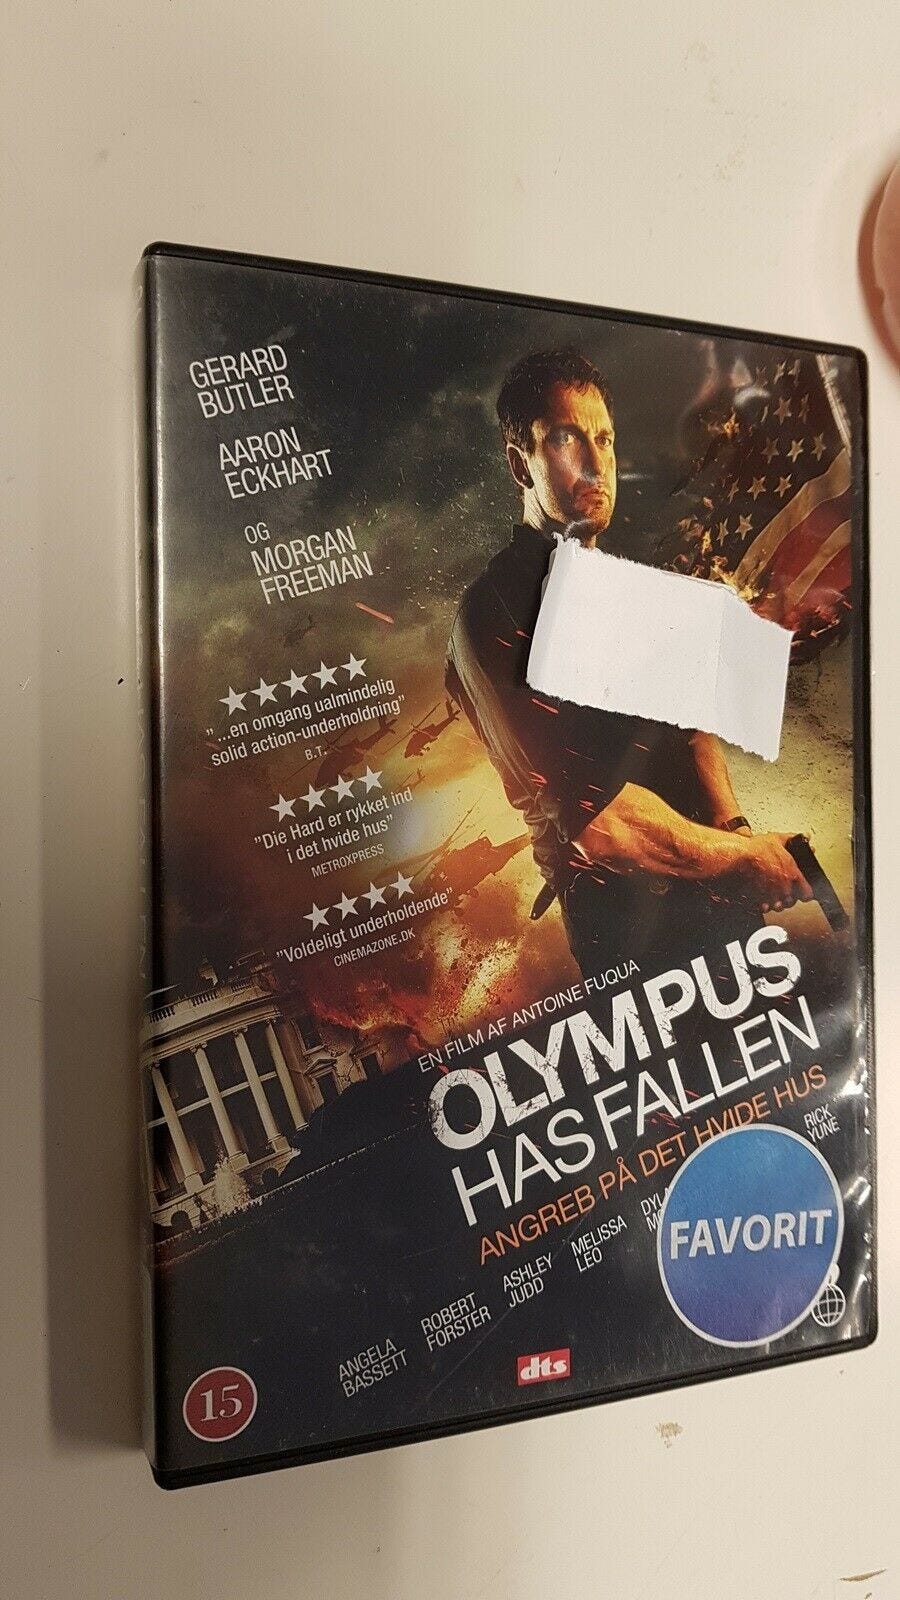 GERARD
BUTLER
AARON
ECKHART
OG
MORGAN
FREEMAN
"...en omgang ualmindelig
solid action-underholdning"
B.T.
"Die Hard er rykket ind
i det hvide hus"
METROXPRESS
"Voldeligt underholdende"
CINEMAZONE.DK
EN FILM AF ANTOINE FUQUA
OLYMPUS
HAS FALLEN
ANGREB PÅ DET HVIDE HUS
ANGELA
BASSETT
ROBERT
FORSTER
ASHLEY
JUDD
MELISSA
LEO
RICK
YUNE
FAVORIT
15
dts